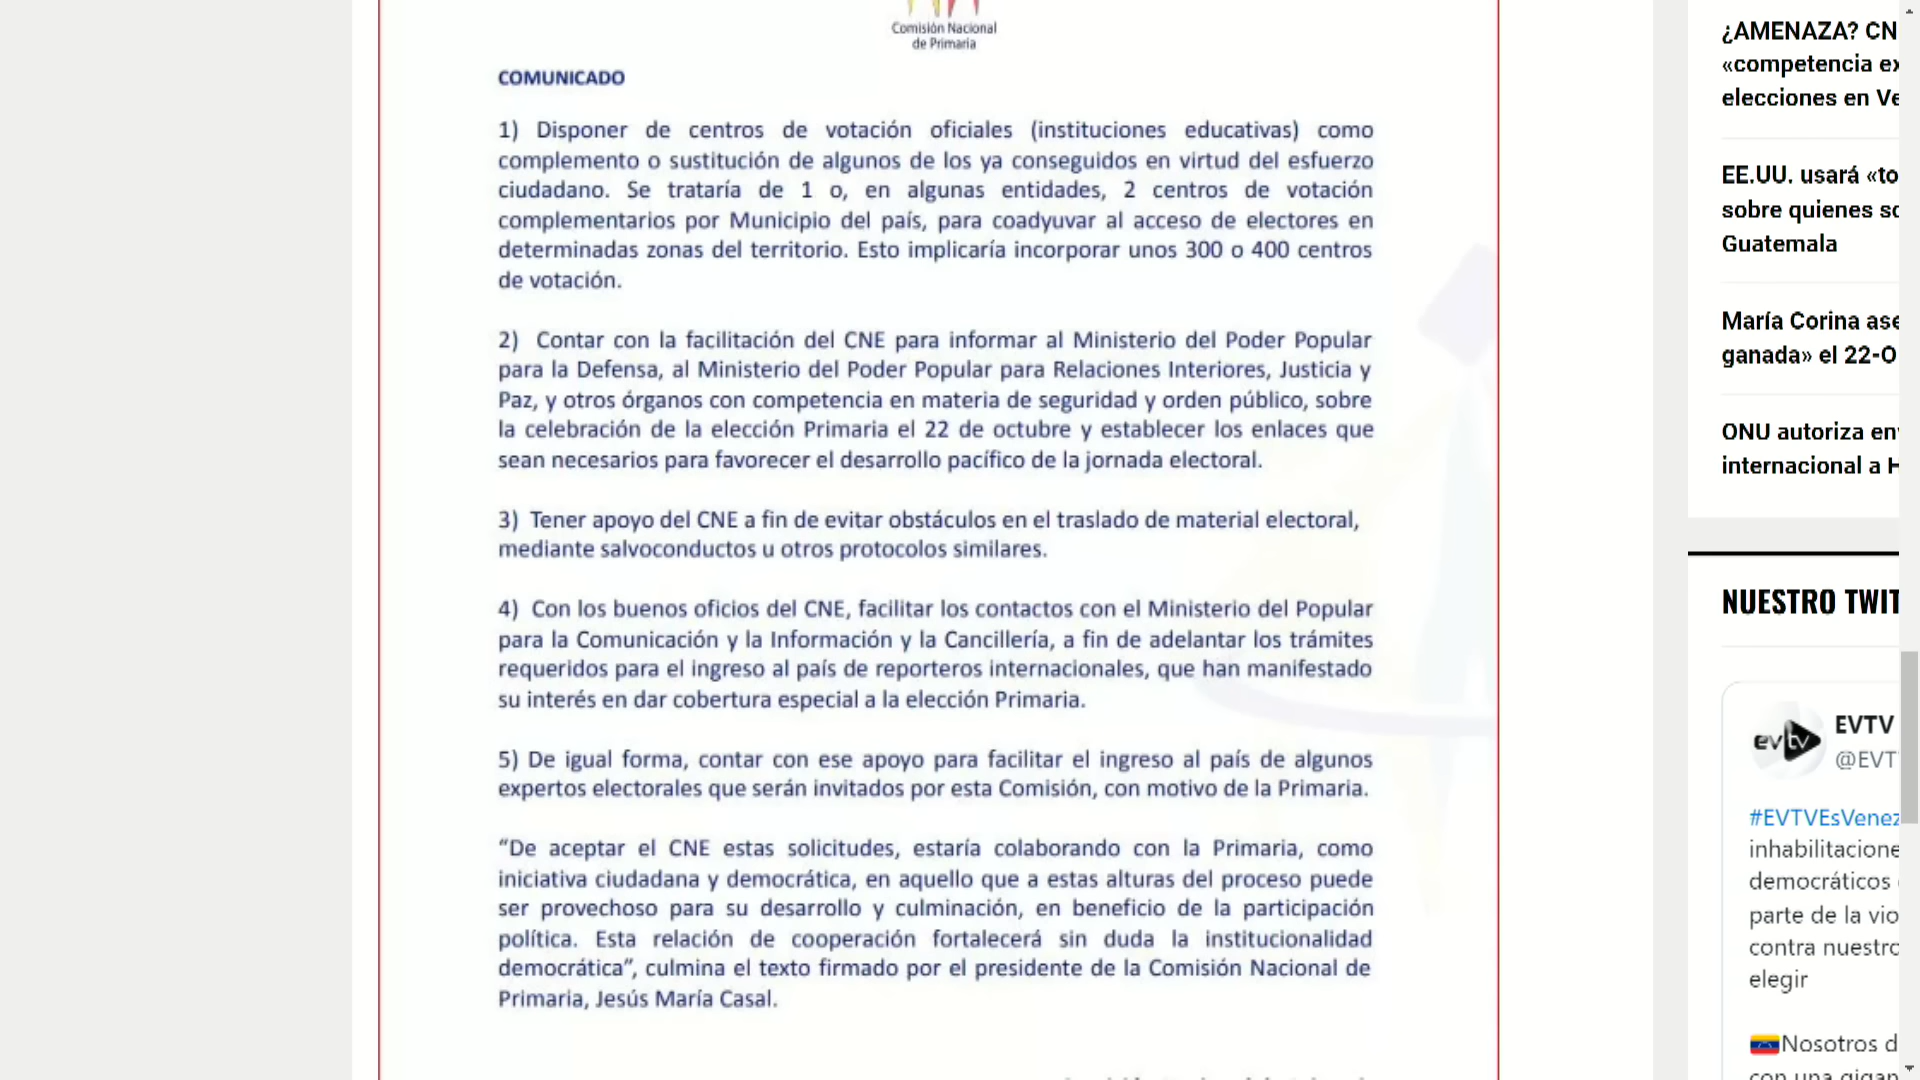 Comisión Nacional
de Primaria
COMUNICADO
1) Disponer de centros de votación oficiales (instituciones educativas) como
complemento o sustitución de algunos de los ya conseguidos en virtud del esfuerzo
ciudadano. Se trataría de 1 o, en algunas entidades, 2 centros de votación
complementarios por Municipio del país, para coadyuvar al acceso de electores en
determinadas zonas del territorio. Esto implicaría incorporar unos 300 o 400 centros
de votación.
2) Contar con la facilitación del CNE para informar al Ministerio del Poder Popular
para la Defensa, al Ministerio del Poder Popular para Relaciones Interiores, Justicia y
Paz, y otros órganos con competencia en materia de seguridad y orden público, sobre
la celebración de la elección Primaria el 22 de octubre y establecer los enlaces que
sean necesarios para favorecer el desarrollo pacífico de la jornada electoral.
3) Tener apoyo del CNE a fin de evitar obstáculos en el traslado de material electoral,
mediante salvoconductos u otros protocolos similares.
4) Con los buenos oficios del CNE, facilitar los contactos con el Ministerio del Popular
para la Comunicación y la Información y la Cancillería, a fin de adelantar los trámites
requeridos para el ingreso al país de reporteros internacionales, que han manifestado
su interés en dar cobertura especial a la elección Primaria.
5) De igual forma, contar con ese apoyo para facilitar el ingreso al país de algunos
expertos electorales que serán invitados por esta Comisión, con motivo de la Primaria.
“De aceptar el CNE estas solicitudes, estaría colaborando con la Primaria, como
iniciativa ciudadana y democrática, en aquello que a estas alturas del proceso puede
ser provechoso para su desarrollo y culminación, en beneficio de la participación
política. Esta relación de cooperación fortalecerá sin duda la institucionalidad
democrática”, culmina el texto firmado por el presidente de la Comisión Nacional de
Primaria, Jesús María Casal.
¿AMENAZA? CN
«competencia ex
elecciones en Ve
EE.UU. usará «to
sobre quienes so
Guatemala
María Corina ase
ganada» el 22-O
ONU autoriza en
internacional a H
NUESTRO TWIT
evtv
EVTV
@EVT
#EVTVEsVenez
inhabilitacione
democráticos
parte de la vio
contra nuestro
elegir
Nosotros d
con una gigan